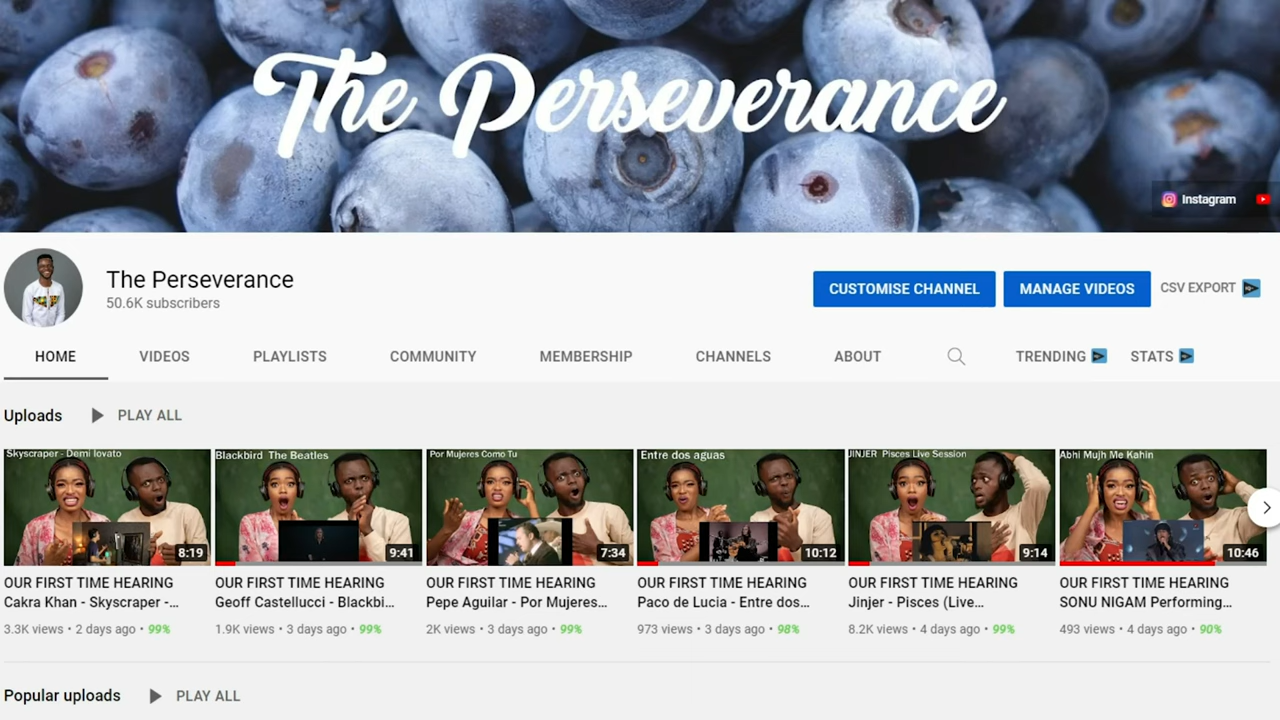 The Perseverance
Instagram
The Perseverance
50.6K subscribers
CUSTOMISE CHANNEL
MANAGE VIDEOS
CSV EXPORT
HOME
VIDEOS
PLAYLISTS
COMMUNITY
MEMBERSHIP
CHANNELS
ABOUT
TRENDING
STATS
Uploads
PLAY ALL
Skyscraper - Demi lovato
8:19
OUR FIRST TIME HEARING
Cakra Khan - Skyscraper -...
3.3K views • 2 days ago • 99%
Blackbird The Beatles
9:41
OUR FIRST TIME HEARING
Geoff Castellucci - Blackbi...
1.9K views • 3 days ago • 99%
Por Mujeres Como Tu
7:34
OUR FIRST TIME HEARING
Pepe Aguilar - Por Mujeres...
2K views • 3 days ago • 99%
Entre dos aguas
10:12
OUR FIRST TIME HEARING
Paco de Lucia - Entre dos...
973 views • 3 days ago • 98%
JINJER Pisces Live Session
9:14
OUR FIRST TIME HEARING
Jinjer - Pisces (Live...
8.2K views • 4 days ago • 99%
Abhi Mujh Me Kahin
10:46
OUR FIRST TIME HEARING
SONU NIGAM Performing...
493 views • 4 days ago • 90%
Popular uploads
PLAY ALL